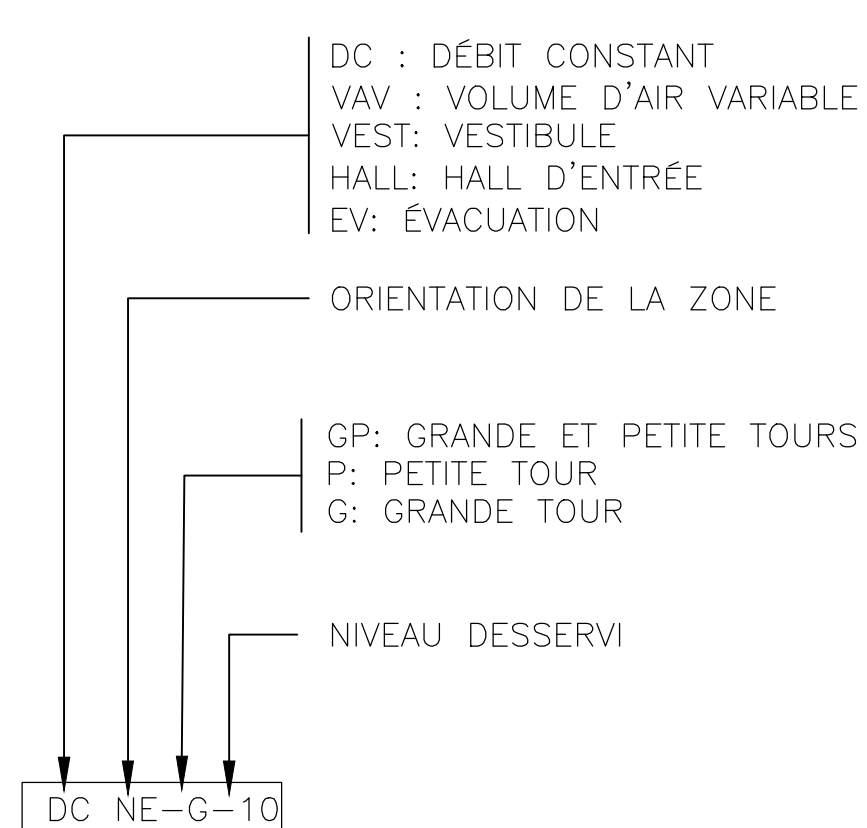 DC : DÉBIT CONSTANT
VAV : VOLUME D'AIR VARIABLE
VEST: VESTIBULE
HALL: HALL D'ENTRÉE
EV: ÉVACUATION
ORIENTATION DE LA ZONE
GP: GRANDE ET PETITE TOURS
P: PETITE TOUR
G: GRANDE TOUR
NIVEAU DESSERVI
DC NE-G-10